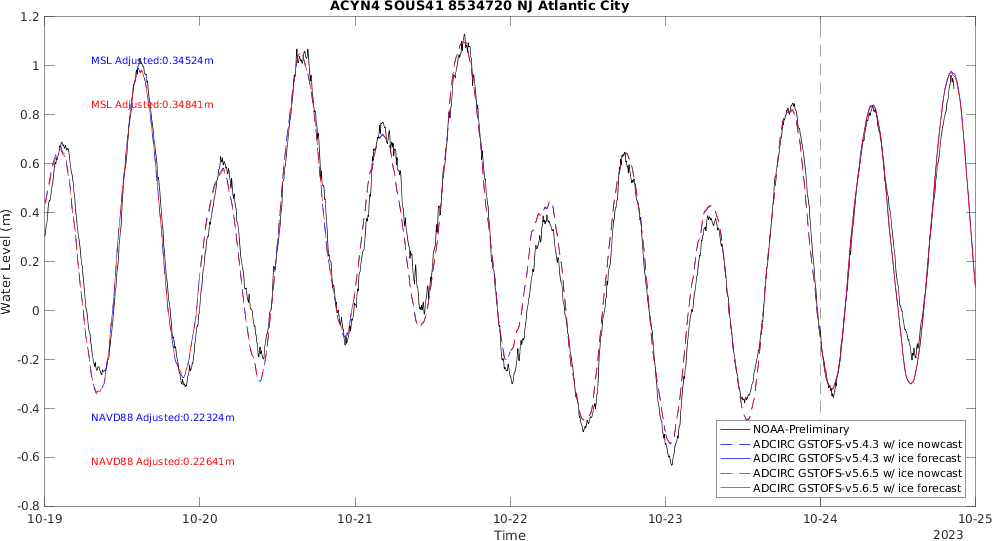 ACYN4 SOUS41 8534720 NJ Atlantic City
1.2
1
0.8
0.6
0.4
0.2
0
-0.2
-0.4
-0.6
-0.8
Water Level (m)
MSL Adjusted:0.34524m
MSL Adjusted:0.34841m
NAVD88 Adjusted:0.22324m
NAVD88 Adjusted:0.22641m
NOAA-Preliminary
ADCIRC GSTOFS-v5.4.3 w/ ice nowcast
ADCIRC GSTOFS-v5.4.3 w/ ice forecast
ADCIRC GSTOFS-v5.6.5 w/ ice nowcast
ADCIRC GSTOFS-v5.6.5 w/ ice forecast
10-19 10-20 10-21 10-22 10-23 10-24 10-25
Time
2023